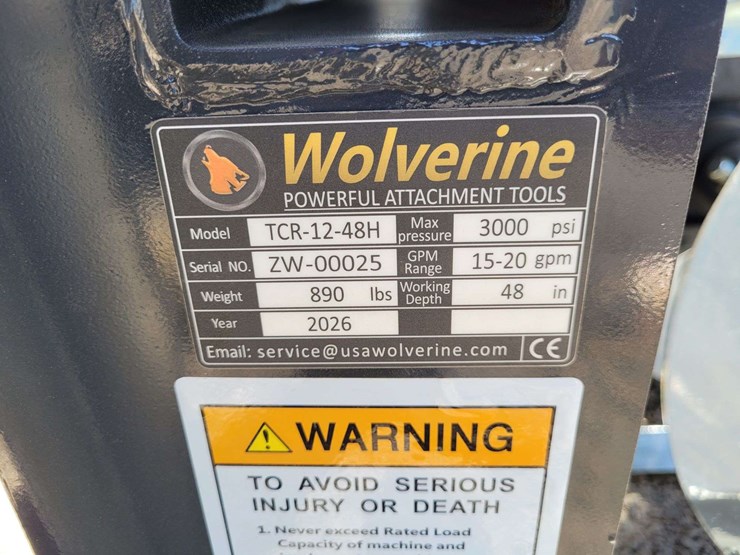 Wolverine
POWERFUL ATTACHMENT TOOLS
Model TCR-12-48H Max pressure 3000 psi
Serial NO. ZW-00025 GPM Range 15-20 gpm
Weight 890 lbs Working Depth 48 in
Year 2026
Email: service@usawolverine.com CE
WARNING
TO AVOID SERIOUS
INJURY OR DEATH
1. Never exceed Rated Load
Capacity of machine and